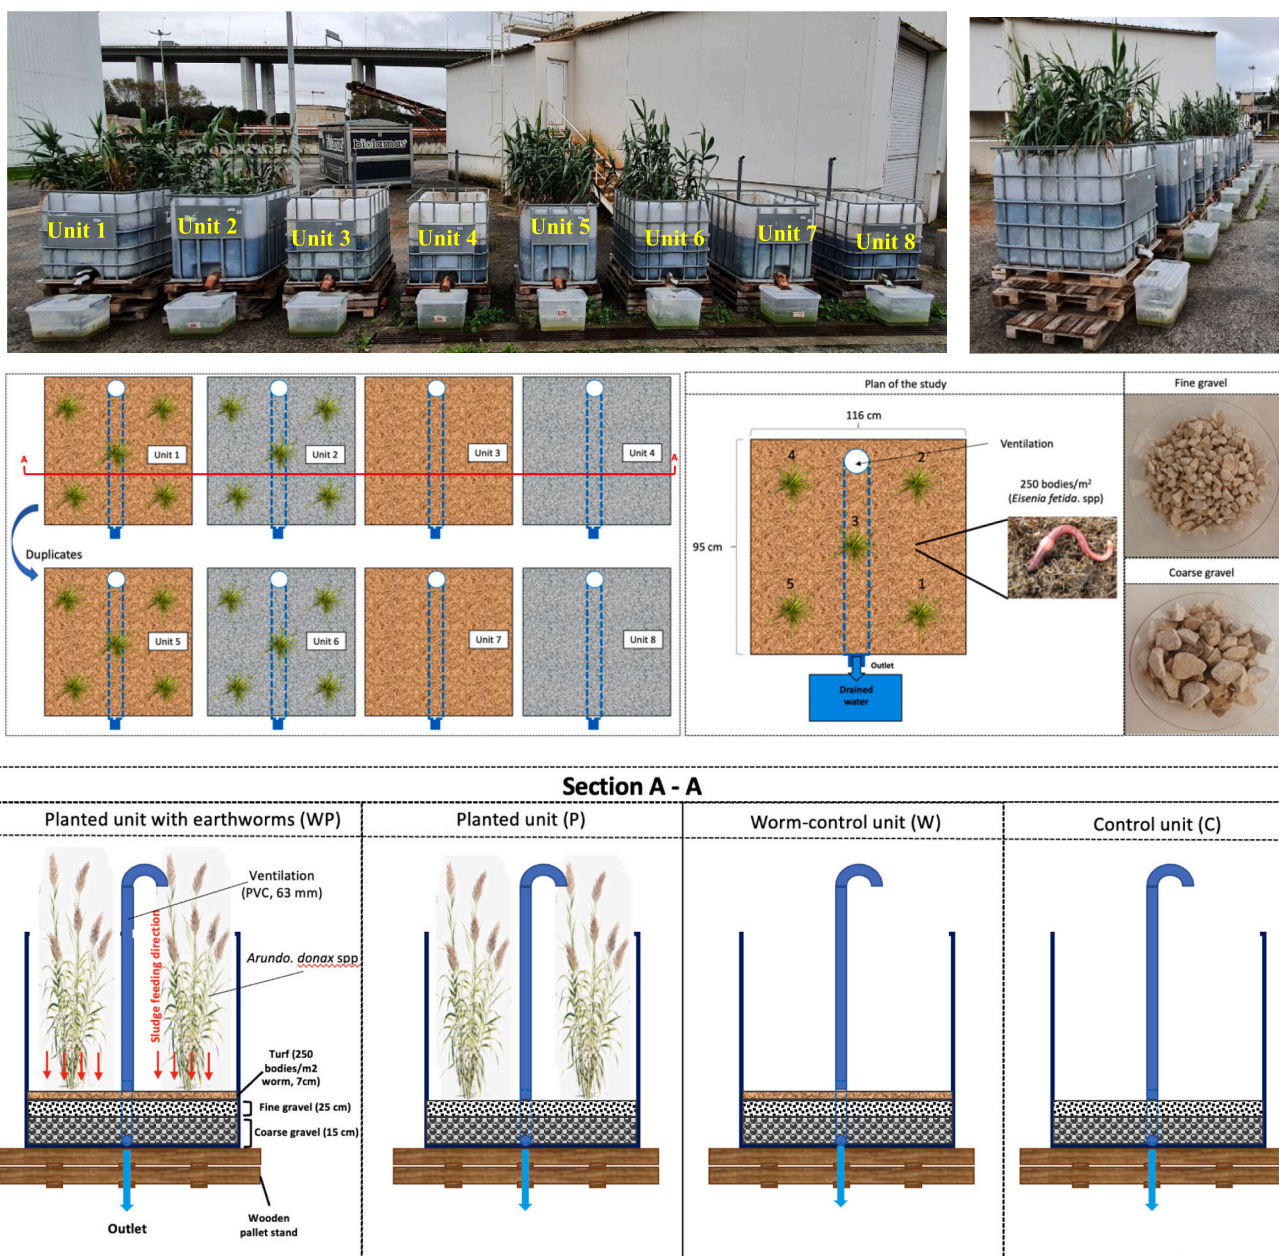 biolamas
Unit 1
Unit 2
Unit 3
Unit 4
Unit 5
Unit 6
Unit 7
Unit 8
A
A
Unit 1
Unit 2
Unit 3
Unit 4
Duplicates
Unit 5
Unit 6
Unit 7
Unit 8
Plan of the study
116 cm
Ventilation
4
2
3
250 bodies/m²
(Eisenia fetida. spp)
95 cm
5
1
Outlet
Drained
water
Fine gravel
Coarse gravel
Section A - A
Planted unit with earthworms (WP)
Planted unit (P)
Worm-control unit (W)
Control unit (C)
Ventilation
(PVC, 63 mm)
Sludge feeding direction
Arundo. donax spp
Turf (250
bodies/m2
worm, 7cm)
Fine gravel (25 cm)
Coarse gravel (15 cm)
Outlet
Wooden
pallet stand